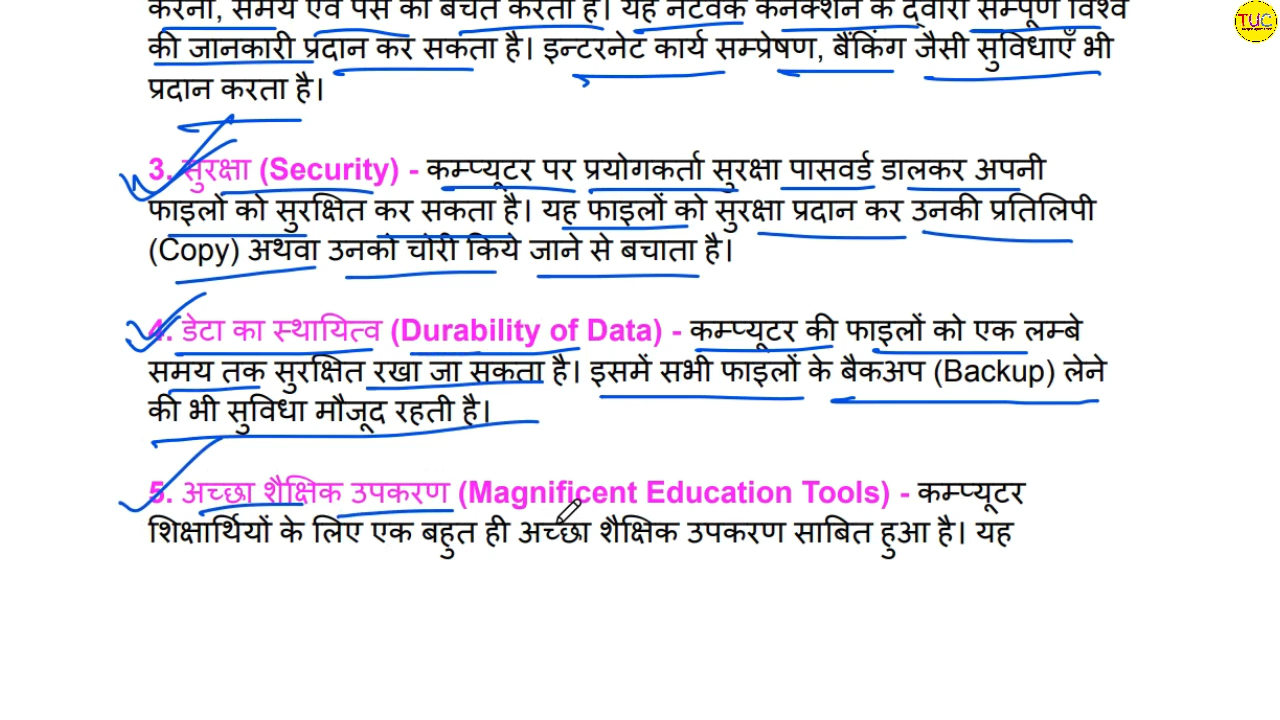 करना, समय एवं पैसे की बचत करता है। यह नेटवर्क कनेक्शन के द्वारा सम्पूर्ण विश्व
की जानकारी प्रदान कर सकता है। इन्टरनेट कार्य सम्प्रेषण, बैंकिंग जैसी सुविधाएँ भी
प्रदान करता है।
3. सुरक्षा (Security) - कम्प्यूटर पर प्रयोगकर्ता सुरक्षा पासवर्ड डालकर अपनी
फाइलों को सुरक्षित कर सकता है। यह फाइलों को सुरक्षा प्रदान कर उनकी प्रतिलिपी
(Copy) अथवा उनको चोरी किये जाने से बचाता है।
4. डेटा का स्थायित्व (Durability of Data) - कम्प्यूटर की फाइलों को एक लम्बे
समय तक सुरक्षित रखा जा सकता है। इसमें सभी फाइलों के बैकअप (Backup) लेने
की भी सुविधा मौजूद रहती है।
5. अच्छा शैक्षिक उपकरण (Magnificent Education Tools) - कम्प्यूटर
शिक्षार्थियों के लिए एक बहुत ही अच्छा शैक्षिक उपकरण साबित हुआ है। यह
TUC